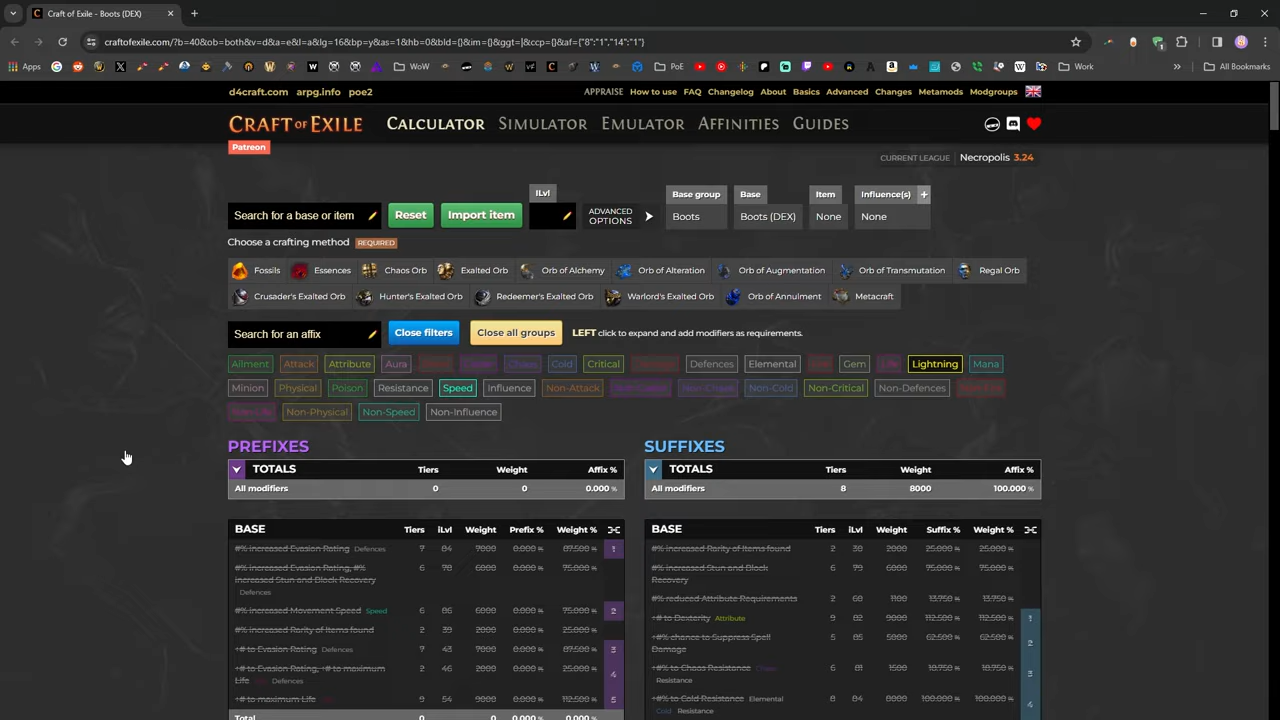 Craft of Exile - Boots (DEX)
craftofexile.com/?b=40&ob=both&v=d&a=e&l=a&lg=16&bp=y&as=1&hb=0&bld={}&im={}&ggt=|&ccp={}&af={"8":"1","14":"1"}
Apps WoW PoE Work All Bookmarks
d4craft.com arpg.info poe2 APPRAISE How to use FAQ Changelog About Basics Advanced Changes Metamods Modgroups
CRAFT OF EXILE CALCULATOR SIMULATOR EMULATOR AFFINITIES GUIDES
Patreon
CURRENT LEAGUE Necropolis 3.24
iLvl Base group Base Item Influence(s) +
Search for a base or item Reset Import item ADVANCED OPTIONS Boots Boots (DEX) None None
Choose a crafting method REQUIRED
Fossils Essences Chaos Orb Exalted Orb Orb of Alchemy Orb of Alteration Orb of Augmentation Orb of Transmutation Regal Orb
Crusader's Exalted Orb Hunter's Exalted Orb Redeemer's Exalted Orb Warlord's Exalted Orb Orb of Annulment Metacraft
Search for an affix Close filters Close all groups LEFT click to expand and add modifiers as requirements.
Ailment Attack Attribute Aura Chaos Cold Critical Defences Elemental Gem Life Lightning Mana
Minion Physical Poison Resistance Speed Influence Non-Attack Non-Caster Non-Chaos Non-Cold Non-Critical Non-Defences Non-Fire
Non-Life Non-Physical Non-Speed Non-Influence
PREFIXES SUFFIXES
TOTALS Tiers Weight Affix % TOTALS Tiers Weight Affix %
All modifiers 0 0 0.000 % All modifiers 8 8000 100.000 %
BASE Tiers iLvl Weight Prefix % Weight %
#% increased Evasion Rating Defences 7 84 7000 0.000 % 87.500 % 1
#% increased Evasion Rating, #%
increased Stun and Block Recovery 6 78 6000 0.000 % 75.000 %
Defences
#% increased Movement Speed Speed 6 86 6000 0.000 % 75.000 % 2
#% increased Rarity of Items found 2 39 2000 0.000 % 25.000 %
+# to Evasion Rating Defences 7 43 7000 0.000 % 87.500 % 3
+# to Evasion Rating, +# to maximum 2 46 2000 0.000 % 25.000 %
Life Defences 4
+# to maximum Life 9 54 9000 0.000 % 112.500 % 5
Total 0 0 0.000 % 0.000 %
BASE Tiers iLvl Weight Suffix % Weight %
#% increased Rarity of Items found 2 30 2000 25.000 % 25.000 %
#% increased Stun and Block
Recovery 6 79 6000 75.000 % 75.000 %
#% reduced Attribute Requirements 2 60 1100 13.750 % 13.750 %
+# to Dexterity Attribute 9 82 9000 112.500 % 112.500 % 1
+#% chance to Suppress Spell
Damage 5 85 5000 62.500 % 62.500 % 2
+#% to Chaos Resistance Chaos 6 81 1500 18.750 % 18.750 %
Resistance 3
+#% to Cold Resistance Elemental 8 84 8000 100.000 % 100.000 %
Cold Resistance 4